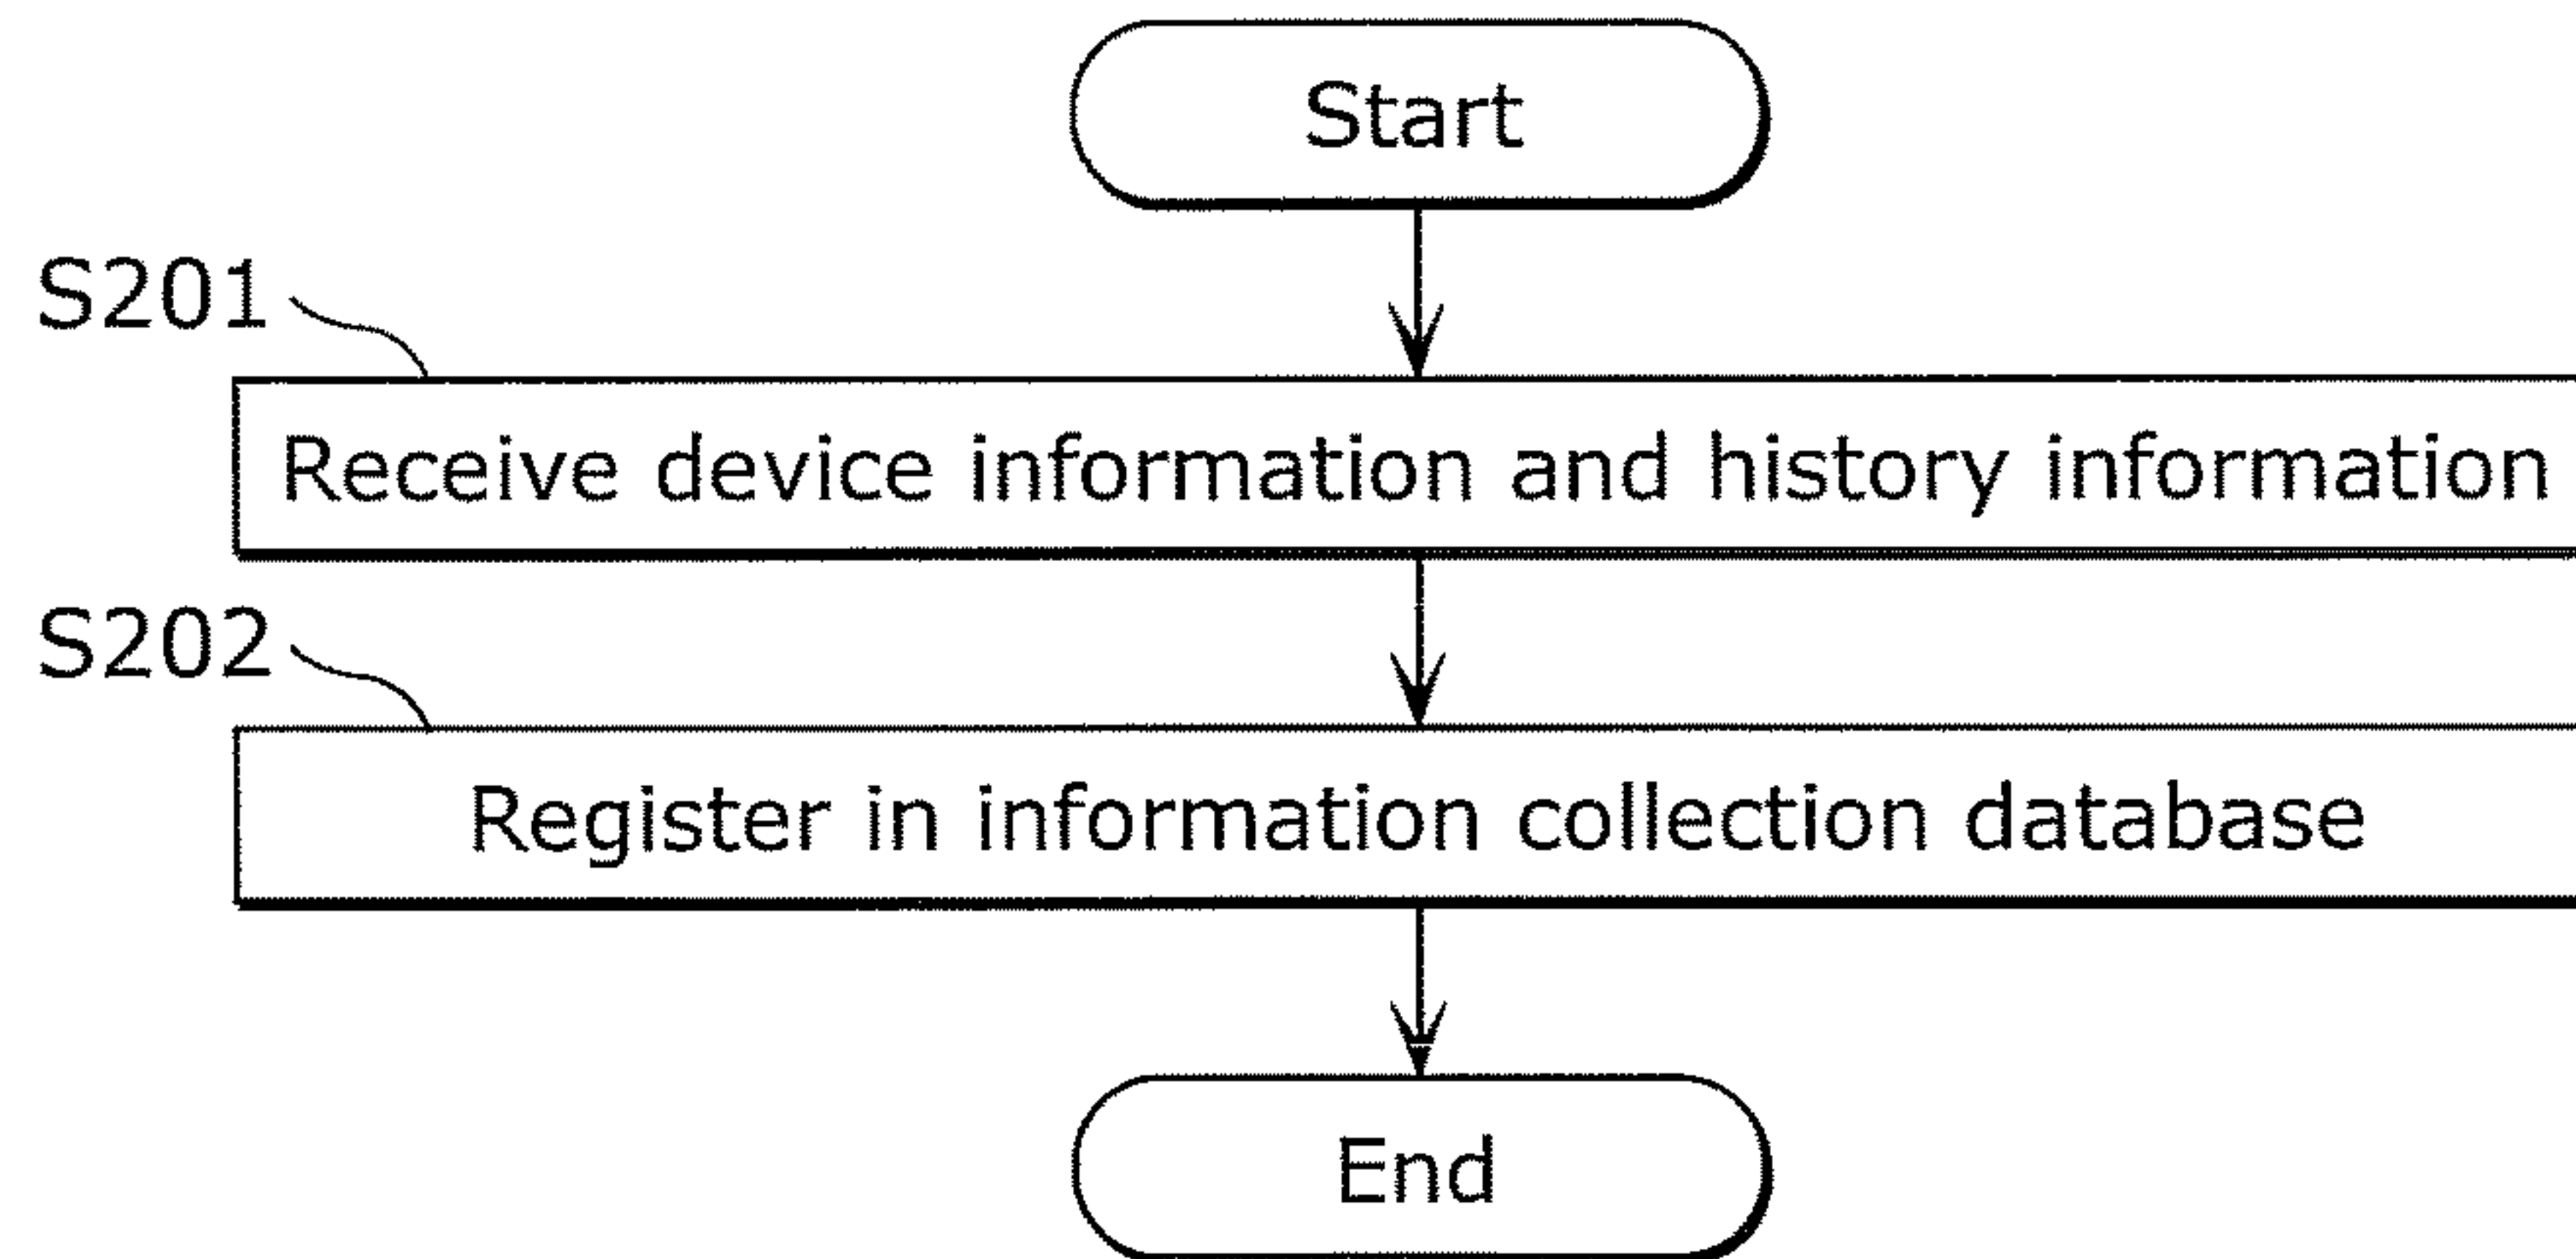 Start
S201
Receive device information and history information
S202
Register in information collection database
End